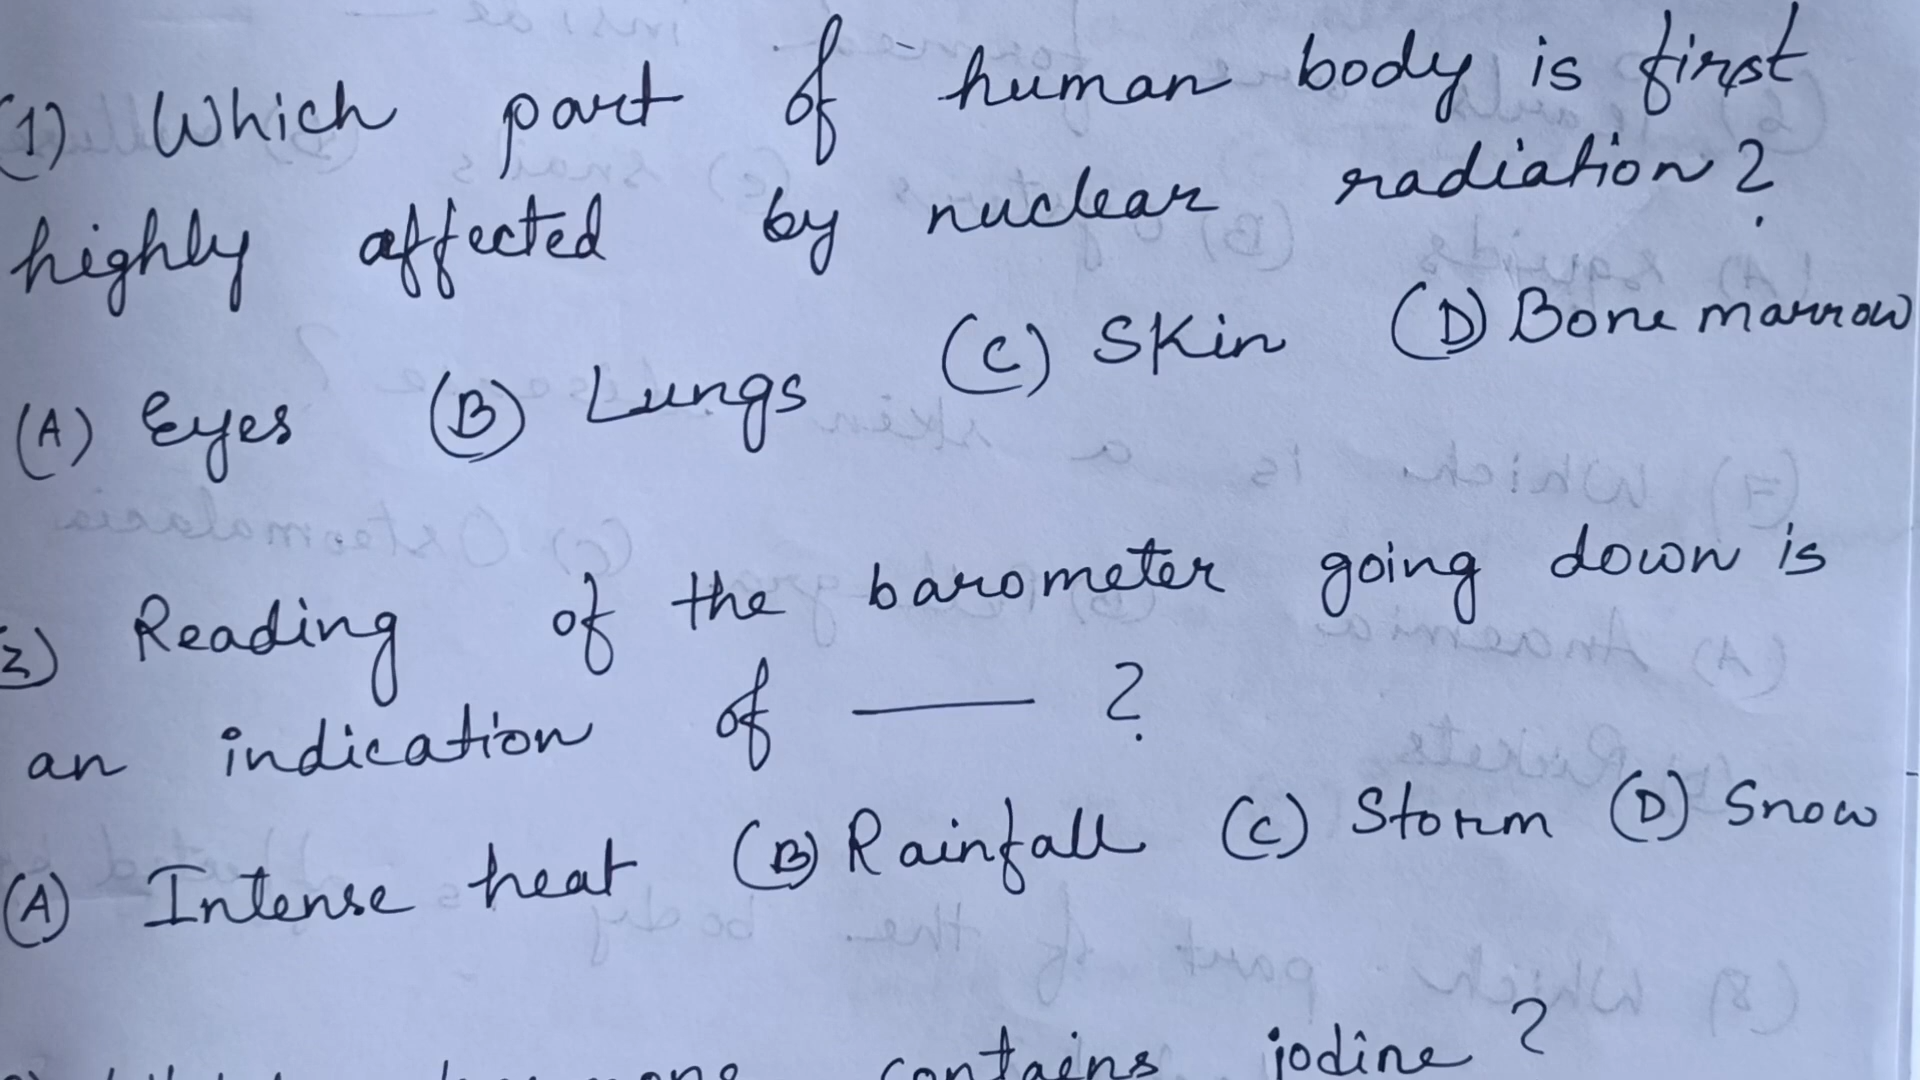 (1) Which part of human body is first
highly affected by nuclear radiation?
(A) Eyes (B) Lungs (C) Skin (D) Bone marrow
2) Reading of the barometer going down is
an indication of — ?
(A) Intense heat (B) Rainfall (C) Storm (D) Snow
contains iodine?